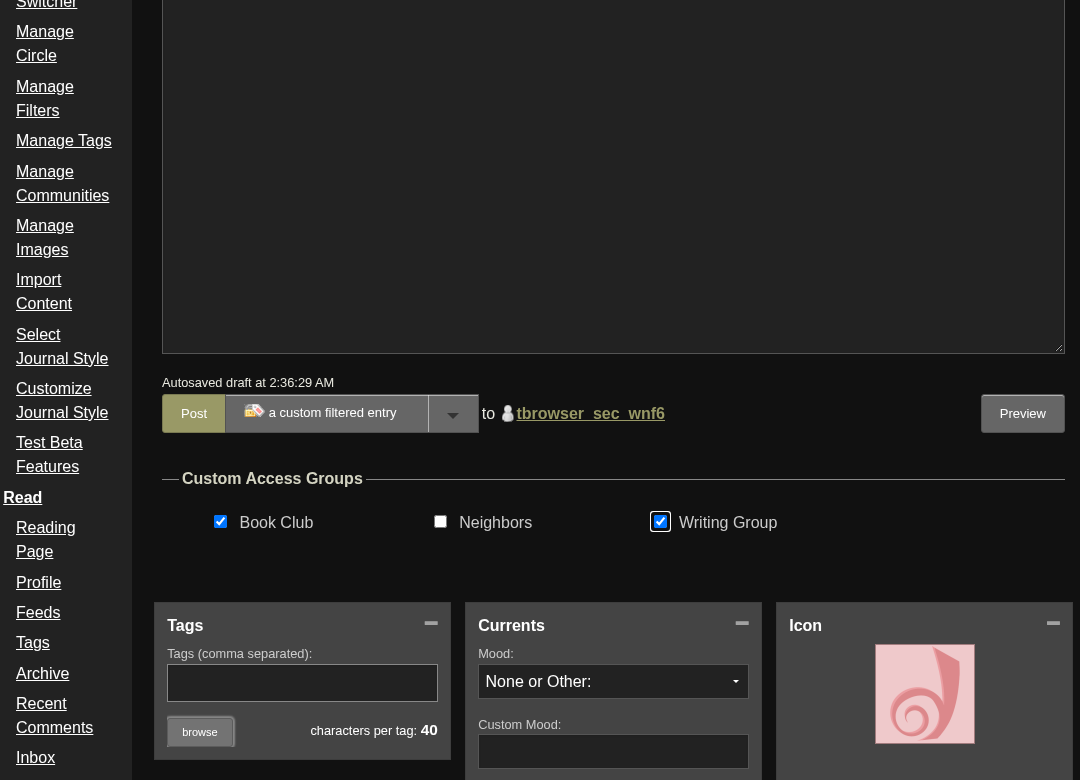 Switcher
Manage
Circle
Manage
Filters
Manage Tags
Manage
Communities
Manage
Images
Import
Content
Select
Journal Style
Customize
Journal Style
Test Beta
Features
Read
Reading
Page
Profile
Feeds
Tags
Archive
Recent
Comments
Inbox
Autosaved draft at 2:36:29 AM
Post a custom filtered entry to tbrowser_sec_wnf6 Preview
Custom Access Groups
Book Club Neighbors Writing Group
Tags
Tags (comma separated):
browse characters per tag: 40
Currents
Mood:
None or Other:
Custom Mood:
Icon